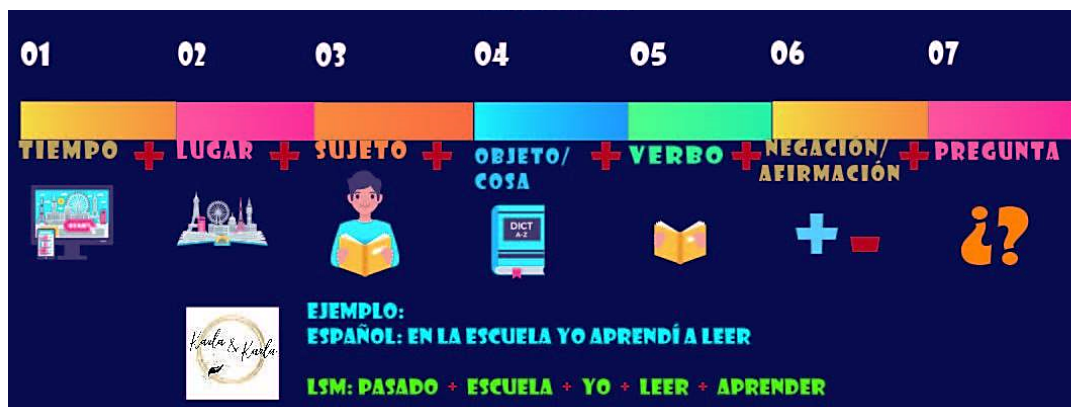 01 02 03 04 05 06 07
TIEMPO + LUGAR + SUJETO + OBJETO/ + VERBO + NEGACIÓN/ + PREGUNTA
COSA AFIRMACIÓN
DICT
A-Z
+ -
¿?
Karla & Karla
EJEMPLO:
ESPAÑOL: EN LA ESCUELA YO APRENDÍ A LEER
LSM: PASADO + ESCUELA + YO + LEER + APRENDER